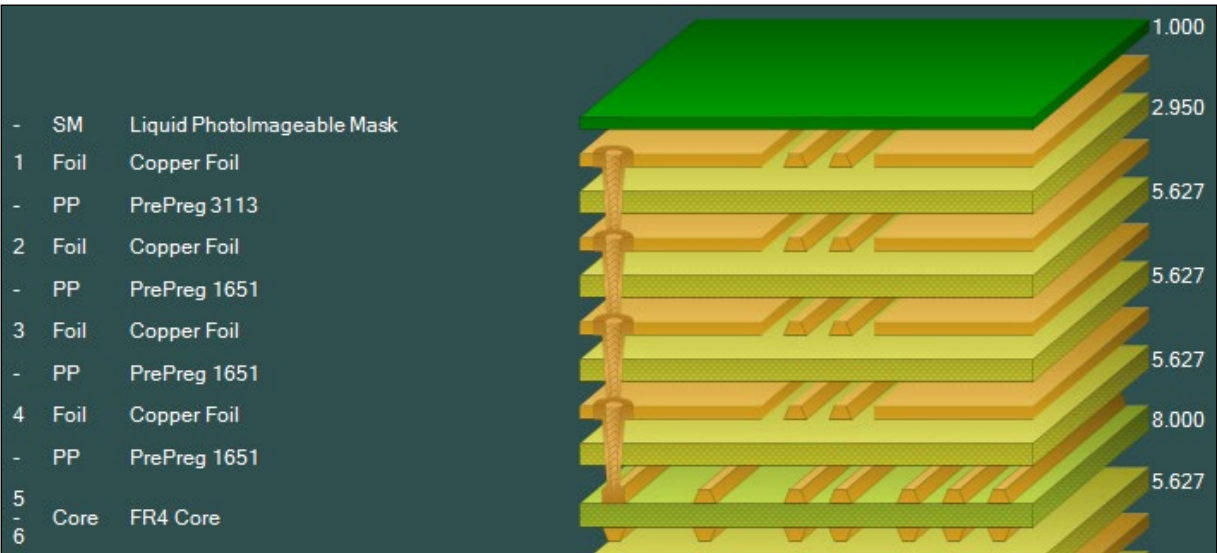 1.000
- SM Liquid PhotoImageable Mask
2.950
1 Foil Copper Foil
- PP PrePreg 3113
5.627
2 Foil Copper Foil
- PP PrePreg 1651
5.627
3 Foil Copper Foil
- PP PrePreg 1651
5.627
4 Foil Copper Foil
8.000
- PP PrePreg 1651
5.627
5
-
6
Core FR4 Core